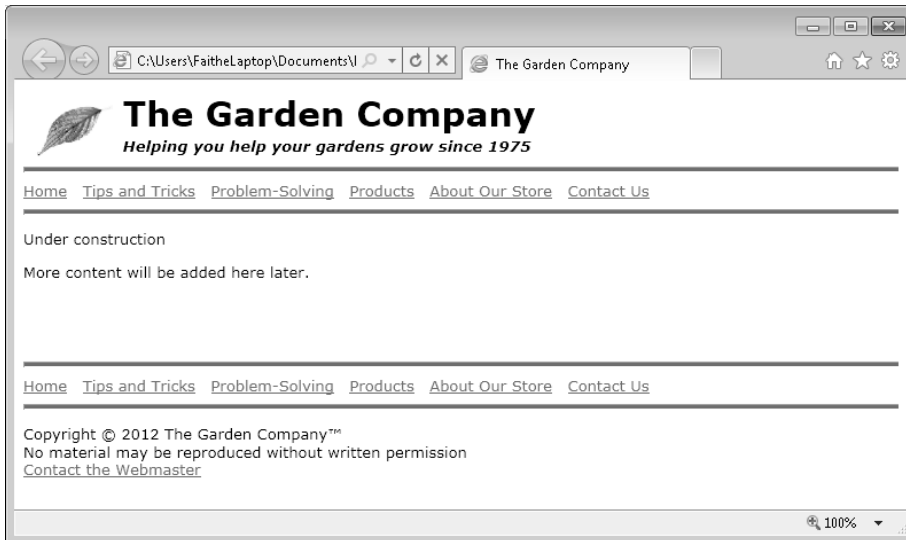 C:\Users\FaitheLaptop\Documents\I
The Garden Company
The Garden Company
Helping you help your gardens grow since 1975
Home Tips and Tricks Problem-Solving Products About Our Store Contact Us
Under construction
More content will be added here later.
Home Tips and Tricks Problem-Solving Products About Our Store Contact Us
Copyright © 2012 The Garden Company™
No material may be reproduced without written permission
Contact the Webmaster
100%